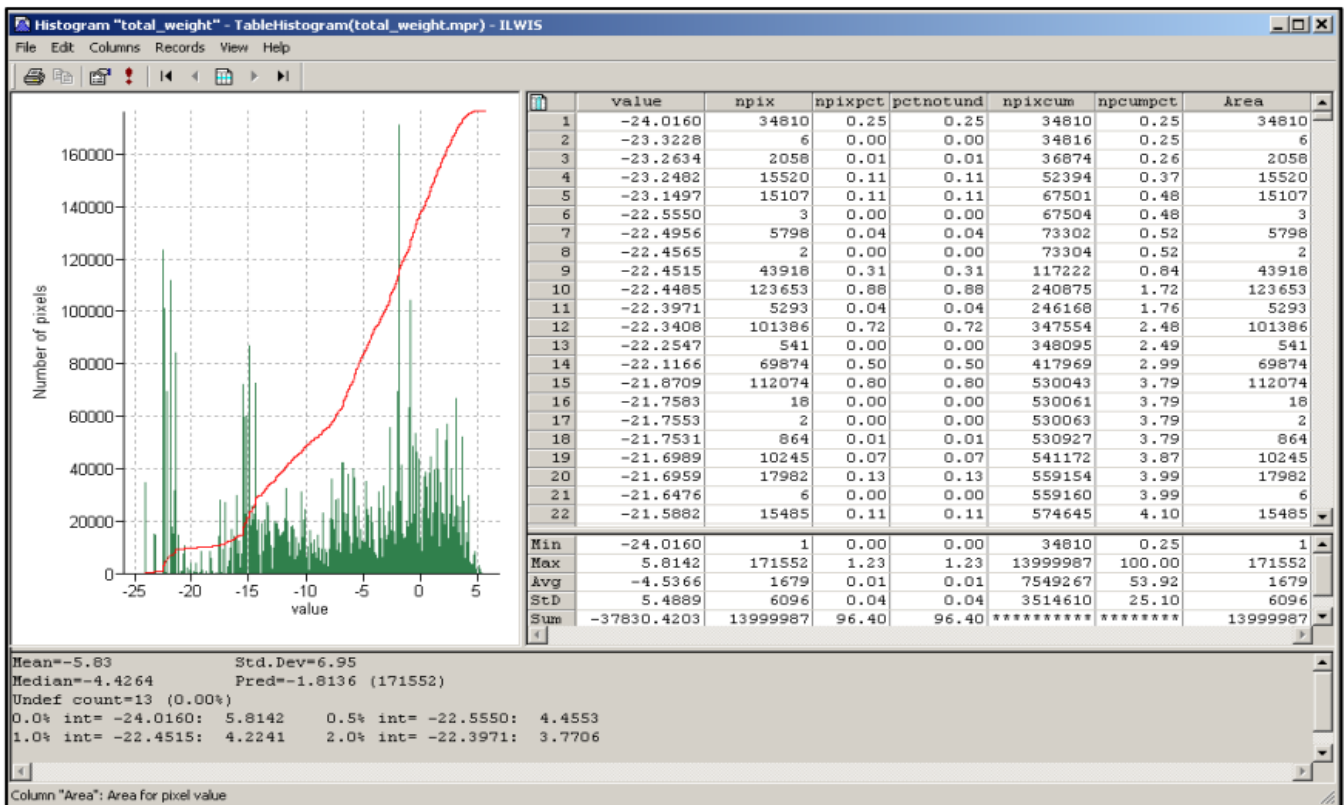 Histogram "total_weight" - TableHistogram(total_weight.mpr) - ILWIS
File Edit Columns Records View Help
160000
140000
120000
100000
80000
60000
40000
20000
0
Number of pixels
-25 -20 -15 -10 -5 0 5
value
value npix npixpct pctnotund npixcum npcumpct Area
1 -24.0160 34810 0.25 0.25 34810 0.25 34810
2 -23.3228 6 0.00 0.00 34816 0.25 6
3 -23.2634 2058 0.01 0.01 36874 0.26 2058
4 -23.2482 15520 0.11 0.11 52394 0.37 15520
5 -23.1497 15107 0.11 0.11 67501 0.48 15107
6 -22.5550 3 0.00 0.00 67504 0.48 3
7 -22.4956 5798 0.04 0.04 73302 0.52 5798
8 -22.4565 2 0.00 0.00 73304 0.52 2
9 -22.4515 43918 0.31 0.31 117222 0.84 43918
10 -22.4485 123653 0.88 0.88 240875 1.72 123653
11 -22.3971 5293 0.04 0.04 246168 1.76 5293
12 -22.3408 101386 0.72 0.72 347554 2.48 101386
13 -22.2547 541 0.00 0.00 348095 2.49 541
14 -22.1166 69874 0.50 0.50 417969 2.99 69874
15 -21.8709 112074 0.80 0.80 530043 3.79 112074
16 -21.7583 18 0.00 0.00 530061 3.79 18
17 -21.7553 2 0.00 0.00 530063 3.79 2
18 -21.7531 864 0.01 0.01 530927 3.79 864
19 -21.6989 10245 0.07 0.07 541172 3.87 10245
20 -21.6959 17982 0.13 0.13 559154 3.99 17982
21 -21.6476 6 0.00 0.00 559160 3.99 6
22 -21.5882 15485 0.11 0.11 574645 4.10 15485
Min -24.0160 1 0.00 0.00 34810 0.25 1
Max 5.8142 171552 1.23 1.23 13999987 100.00 171552
Avg -4.5366 1679 0.01 0.01 7549267 53.92 1679
StD 5.4889 6096 0.04 0.04 3514610 25.10 6096
Sum -37830.4203 13999987 96.40 96.40 ********** ******** 13999987
Mean=-5.83 Std.Dev=6.95
Median=-4.4264 Pred=-1.8136 (171552)
Undef count=13 (0.00%)
0.0% int= -24.0160: 5.8142 0.5% int= -22.5550: 4.4553
1.0% int= -22.4515: 4.2241 2.0% int= -22.3971: 3.7706
Column "Area": Area for pixel value